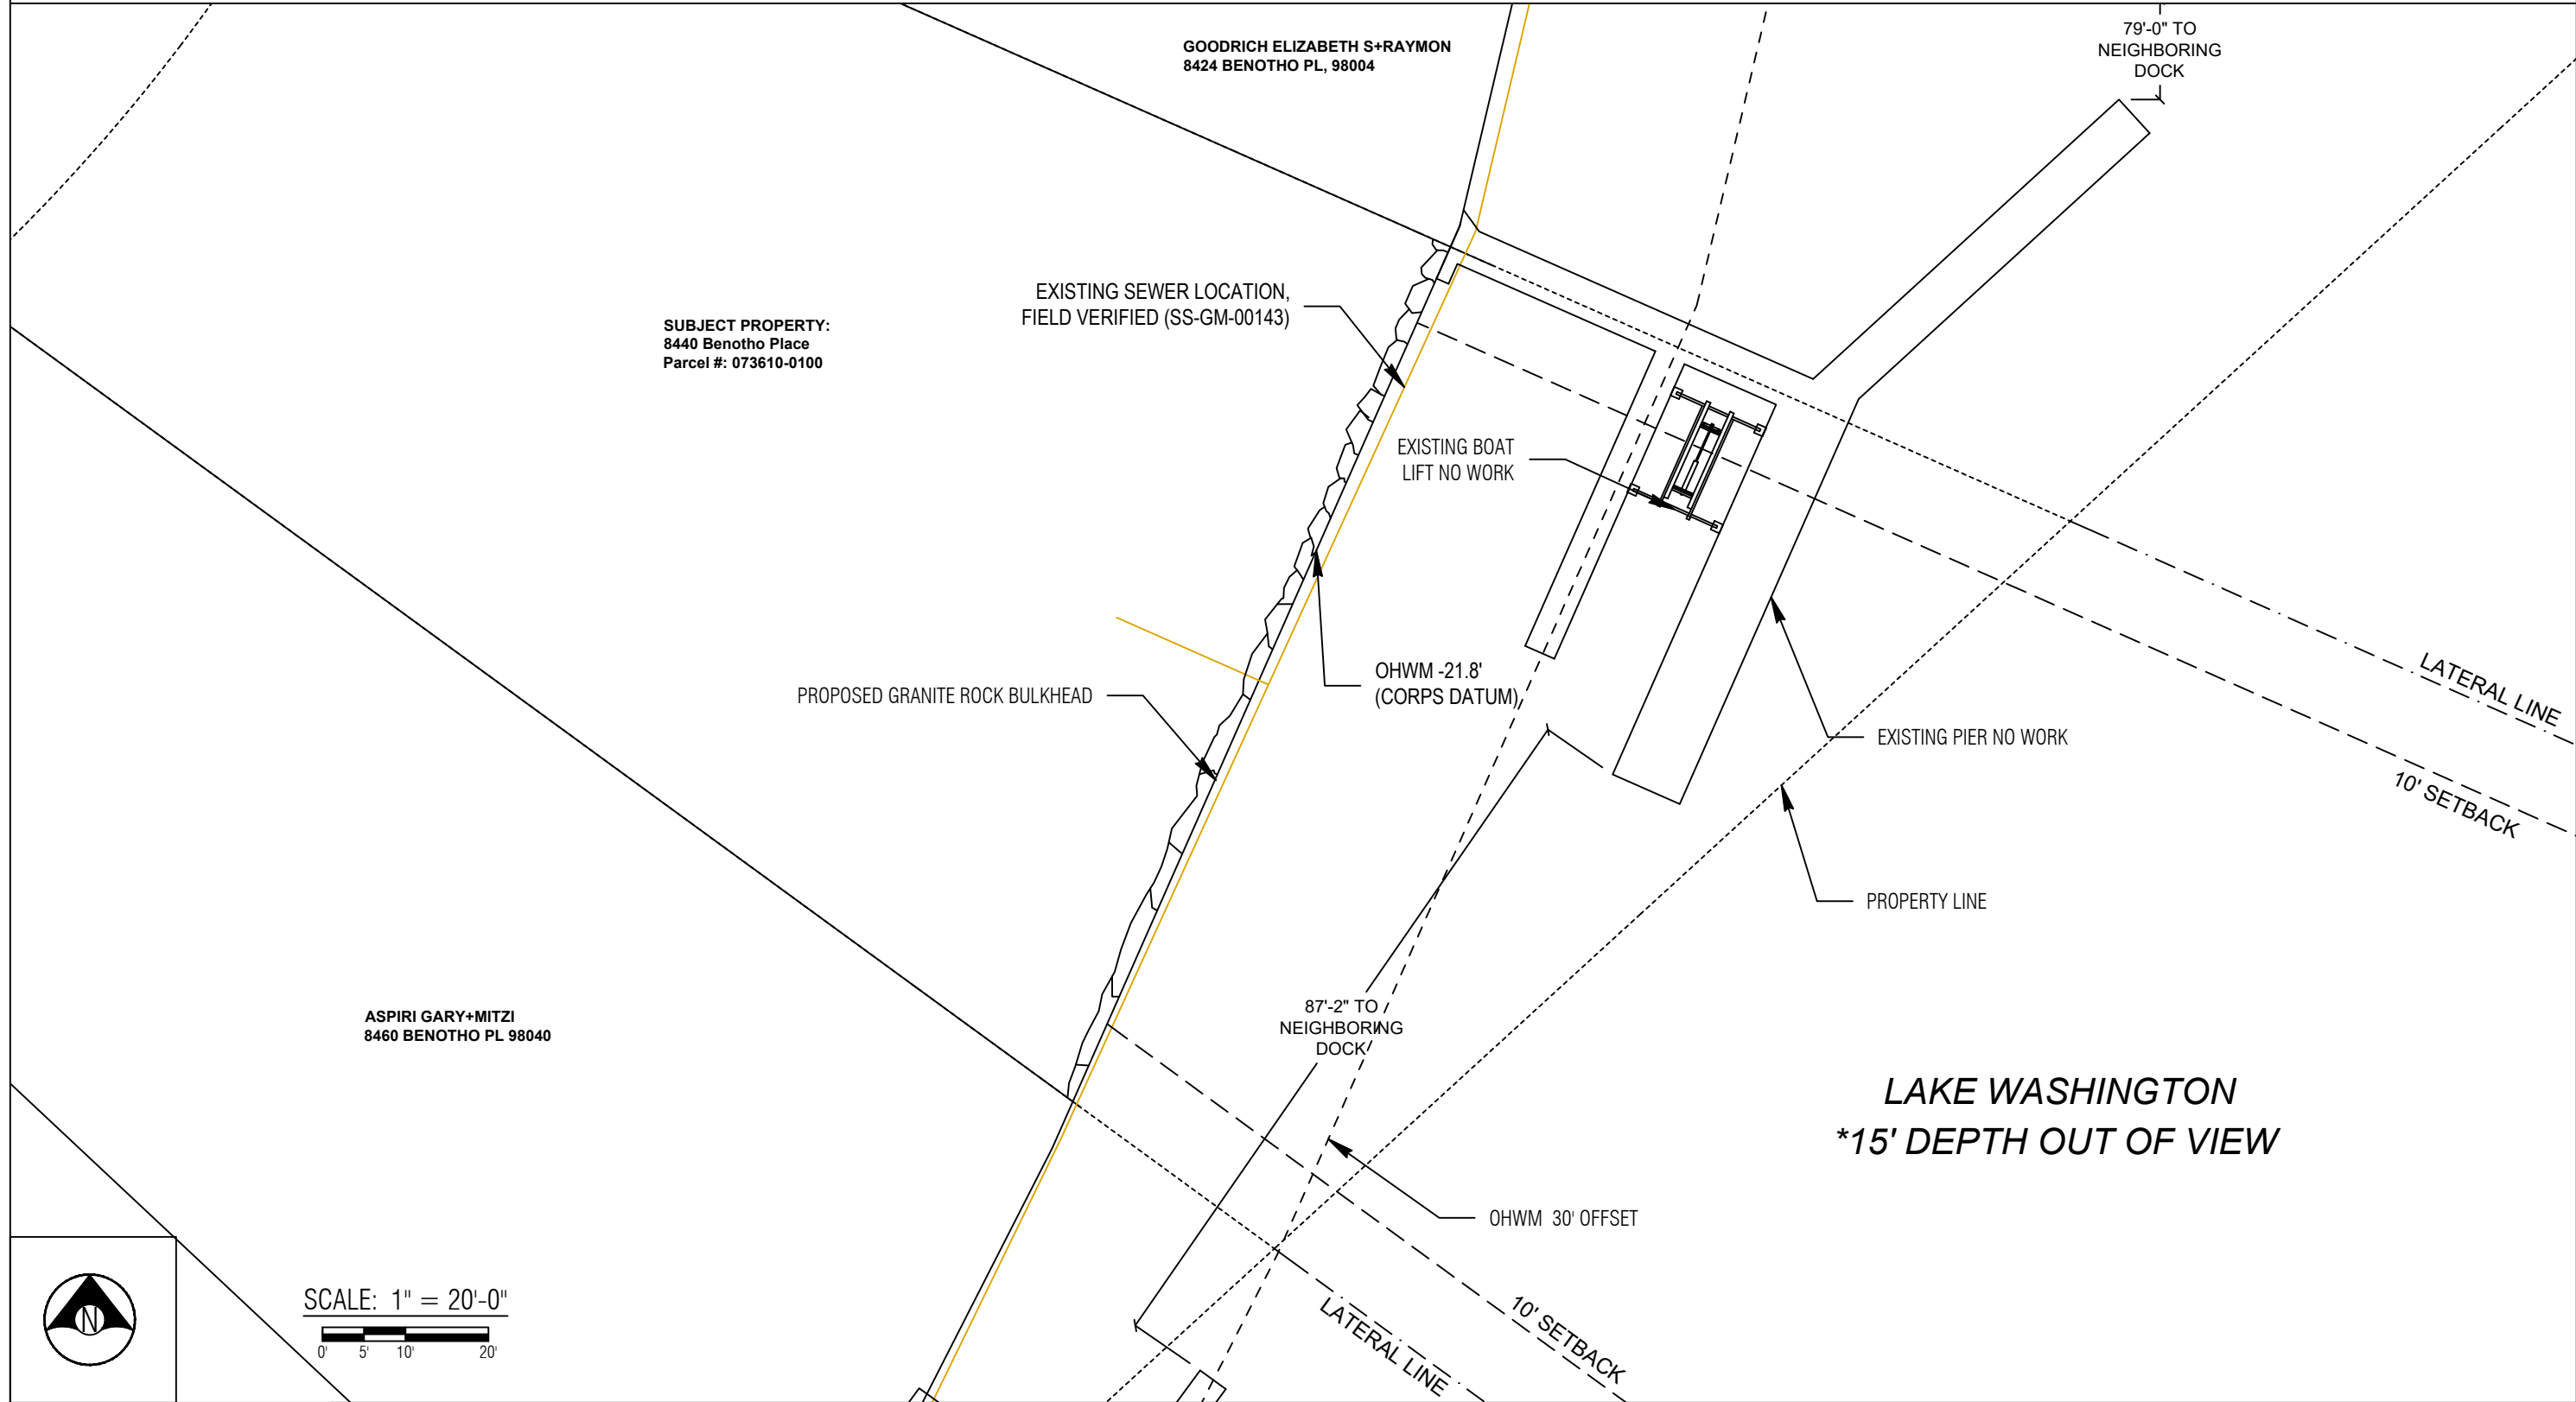 GOODRICH ELIZABETH S+RAYMON
8424 BENOTHO PL, 98004
79'-0" TO
NEIGHBORING
DOCK
EXISTING SEWER LOCATION,
FIELD VERIFIED (SS-GM-00143)
SUBJECT PROPERTY:
8440 Benotho Place
Parcel #: 073610-0100
EXISTING BOAT
LIFT NO WORK
OHWM -21.8'
(CORPS DATUM)
PROPOSED GRANITE ROCK BULKHEAD
LATERAL LINE
EXISTING PIER NO WORK
10' SETBACK
PROPERTY LINE
ASPIRI GARY+MITZI
8460 BENOTHO PL 98040
87'-2" TO
NEIGHBORING
DOCK
LAKE WASHINGTON
*15' DEPTH OUT OF VIEW
OHWM 30' OFFSET
10' SETBACK
LATERAL LINE
N
SCALE: 1" = 20'-0"
0' 5' 10' 20'